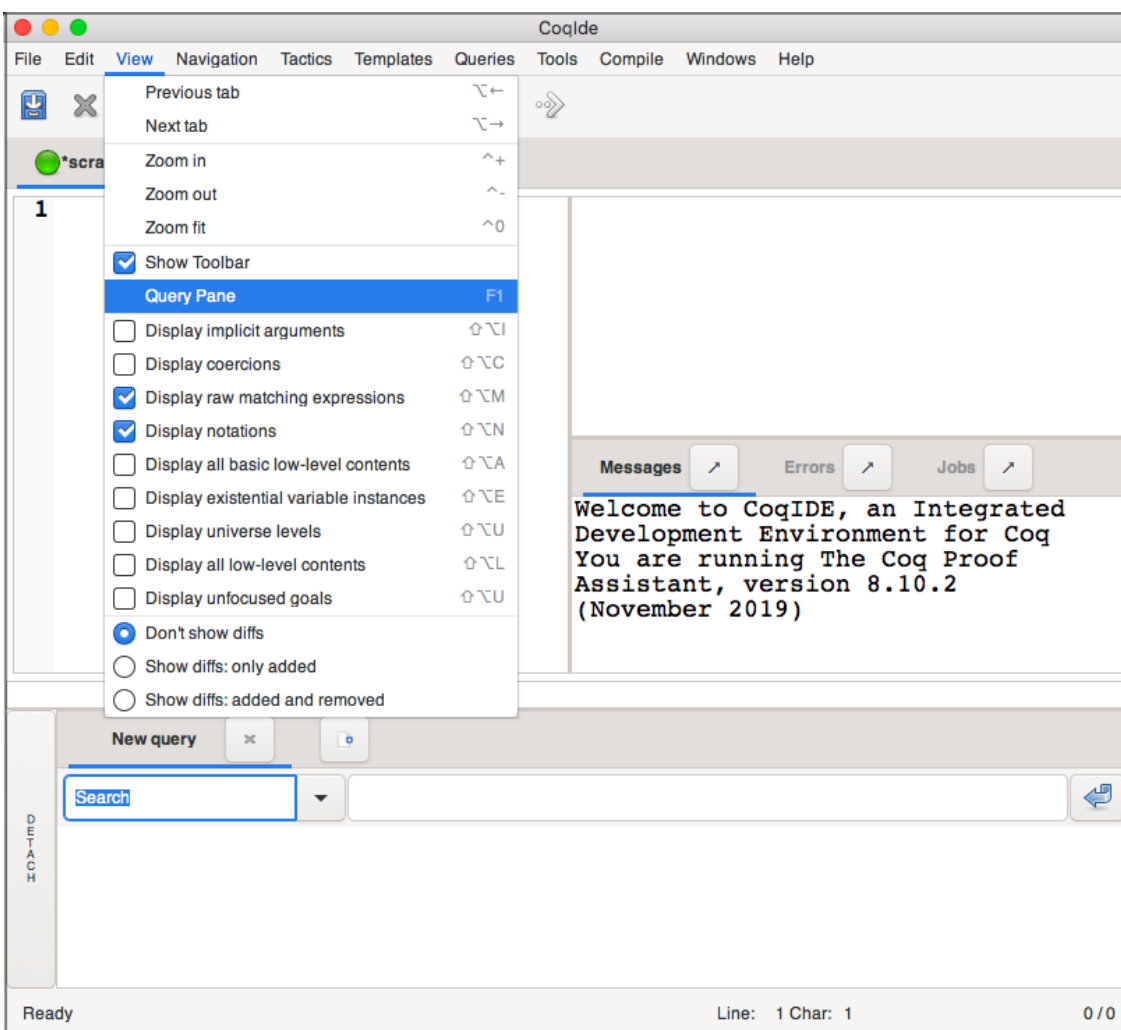 CoqIde
File Edit View Navigation Tactics Templates Queries Tools Compile Windows Help
Previous tab ⌥←
Next tab ⌥→
*scra
Zoom in ^+
Zoom out ^-
Zoom fit ^0
1
Show Toolbar
Query Pane F1
Display implicit arguments ⇧⌥I
Display coercions ⇧⌥C
Display raw matching expressions ⇧⌥M
Display notations ⇧⌥N
Display all basic low-level contents ⇧⌥A
Display existential variable instances ⇧⌥E
Display universe levels ⇧⌥U
Display all low-level contents ⇧⌥L
Display unfocused goals ⇧⌥U
Don't show diffs
Show diffs: only added
Show diffs: added and removed
Messages Errors Jobs
Welcome to CoqIDE, an Integrated
Development Environment for Coq
You are running The Coq Proof
Assistant, version 8.10.2
(November 2019)
New query
Search
DETACH
Ready Line: 1 Char: 1 0 / 0